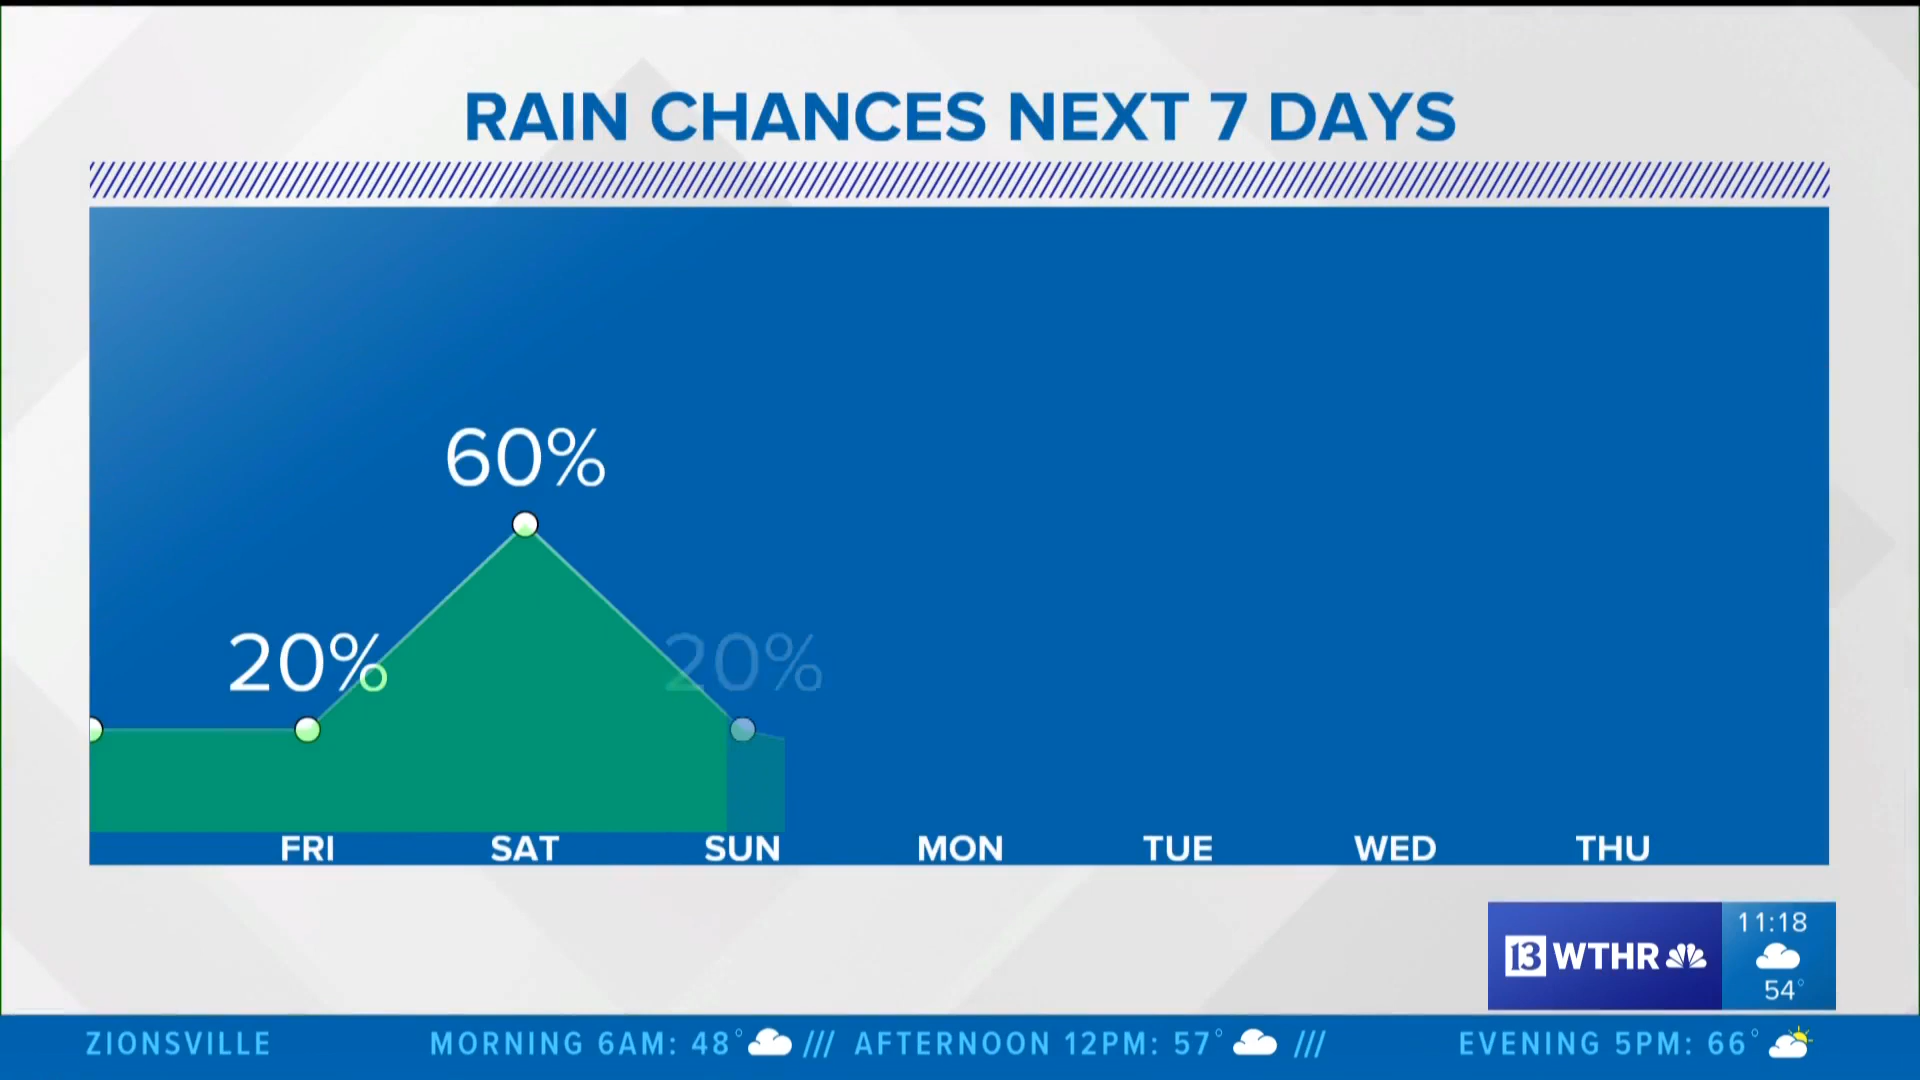 RAIN CHANCES NEXT 7 DAYS
60%
20% 20%
FRI SAT SUN MON TUE WED THU
13 WTHR
11:18
54°
ZIONSVILLE MORNING 6AM: 48° /// AFTERNOON 12PM: 57° /// EVENING 5PM: 66°